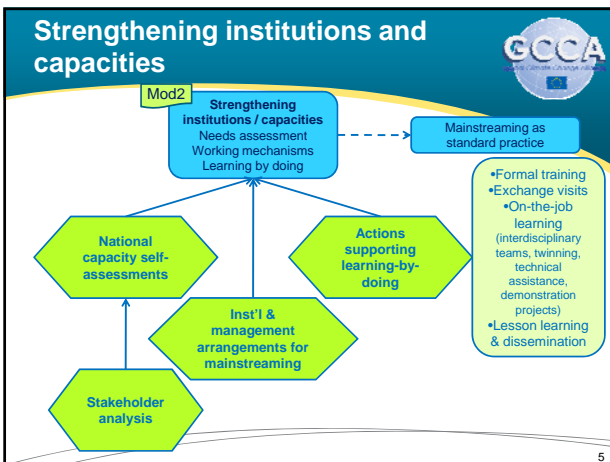 Strengthening institutions and
capacities
GCCA
Mod2
Strengthening
institutions / capacities
Needs assessment
Working mechanisms
Learning by doing
Mainstreaming as
standard practice
•Formal training
•Exchange visits
•On-the-job
learning
(interdisciplinary
teams, twinning,
technical
assistance,
demonstration
projects)
•Lesson learning
& dissemination
National
capacity self-
assessments
Actions
supporting
learning-by-
doing
Inst'l &
management
arrangements for
mainstreaming
Stakeholder
analysis
5